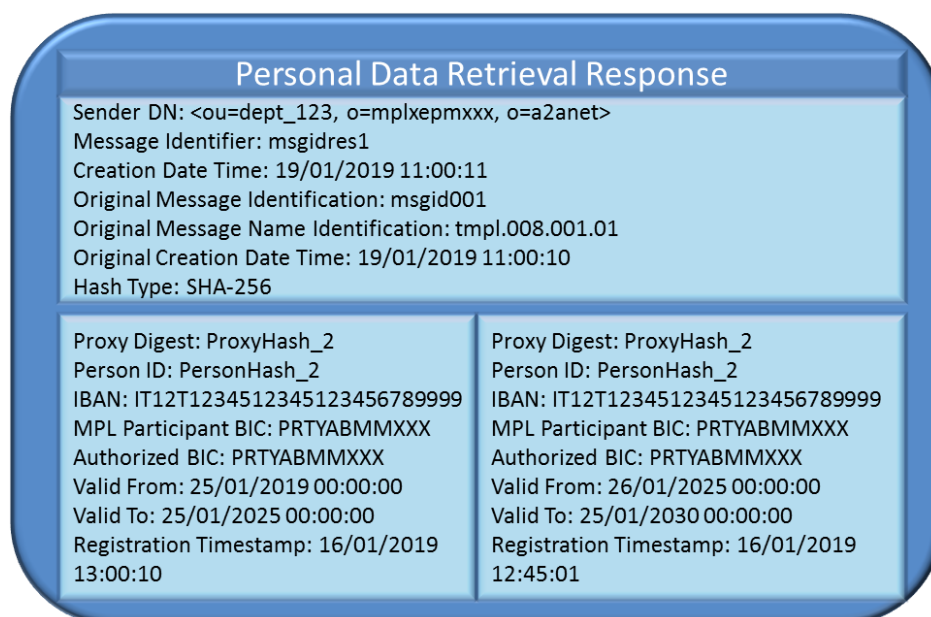 Personal Data Retrieval Response
Sender DN: <ou=dept_123, o=mplxepmxxx, o=a2anet>
Message Identifier: msgidres1
Creation Date Time: 19/01/2019 11:00:11
Original Message Identification: msgid001
Original Message Name Identification: tmpl.008.001.01
Original Creation Date Time: 19/01/2019 11:00:10
Hash Type: SHA-256
Proxy Digest: ProxyHash_2
Person ID: PersonHash_2
IBAN: IT12T1234512345123456789999
MPL Participant BIC: PRTYABMMXXX
Authorized BIC: PRTYABMMXXX
Valid From: 25/01/2019 00:00:00
Valid To: 25/01/2025 00:00:00
Registration Timestamp: 16/01/2019
13:00:10
Proxy Digest: ProxyHash_2
Person ID: PersonHash_2
IBAN: IT12T1234512345123456789999
MPL Participant BIC: PRTYABMMXXX
Authorized BIC: PRTYABMMXXX
Valid From: 26/01/2025 00:00:00
Valid To: 25/01/2030 00:00:00
Registration Timestamp: 16/01/2019
12:45:01